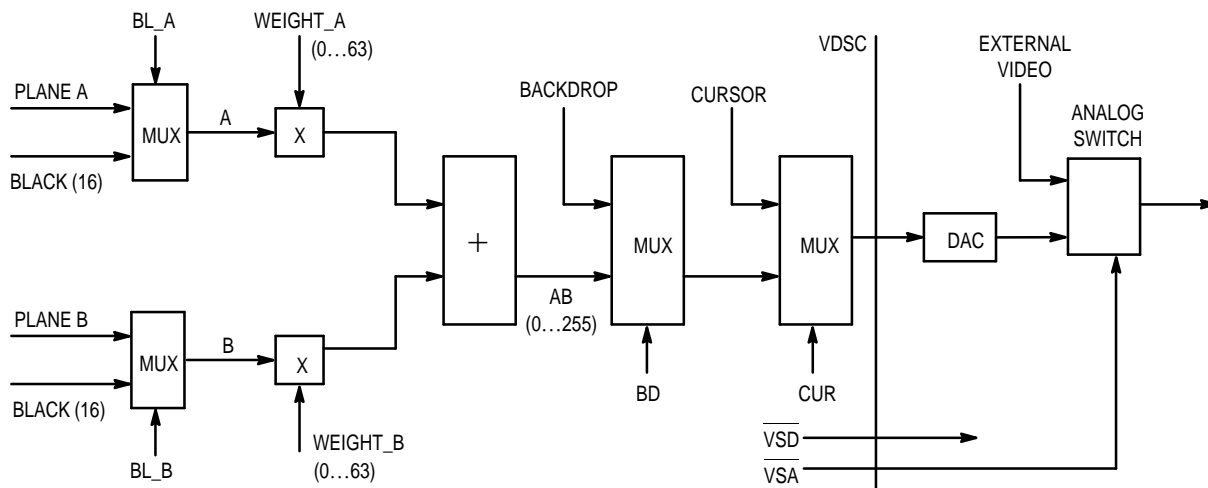 BL_A
WEIGHT_A
(0...63)
PLANE A
MUX
A
X
BLACK (16)
BACKDROP
CURSOR
VDSC
EXTERNAL
VIDEO
ANALOG
SWITCH
+
MUX
MUX
DAC
AB
(0...255)
PLANE B
MUX
B
X
BLACK (16)
BL_B
WEIGHT_B
(0...63)
BD
CUR
VSD
VSA